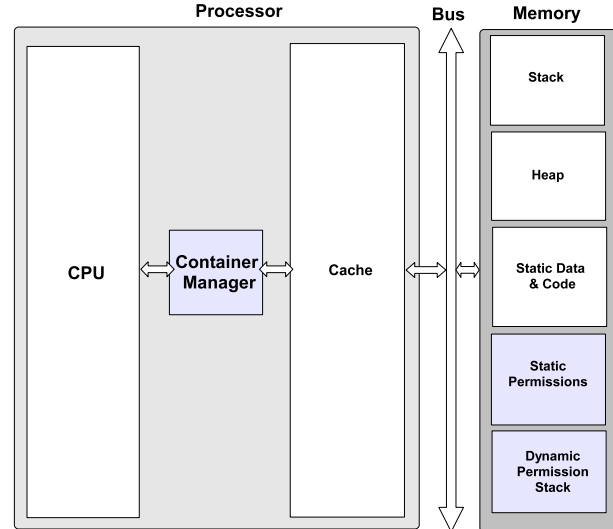 Processor
Bus
Memory
CPU
Container
Manager
Cache
Stack
Heap
Static Data
& Code
Static
Permissions
Dynamic
Permission
Stack